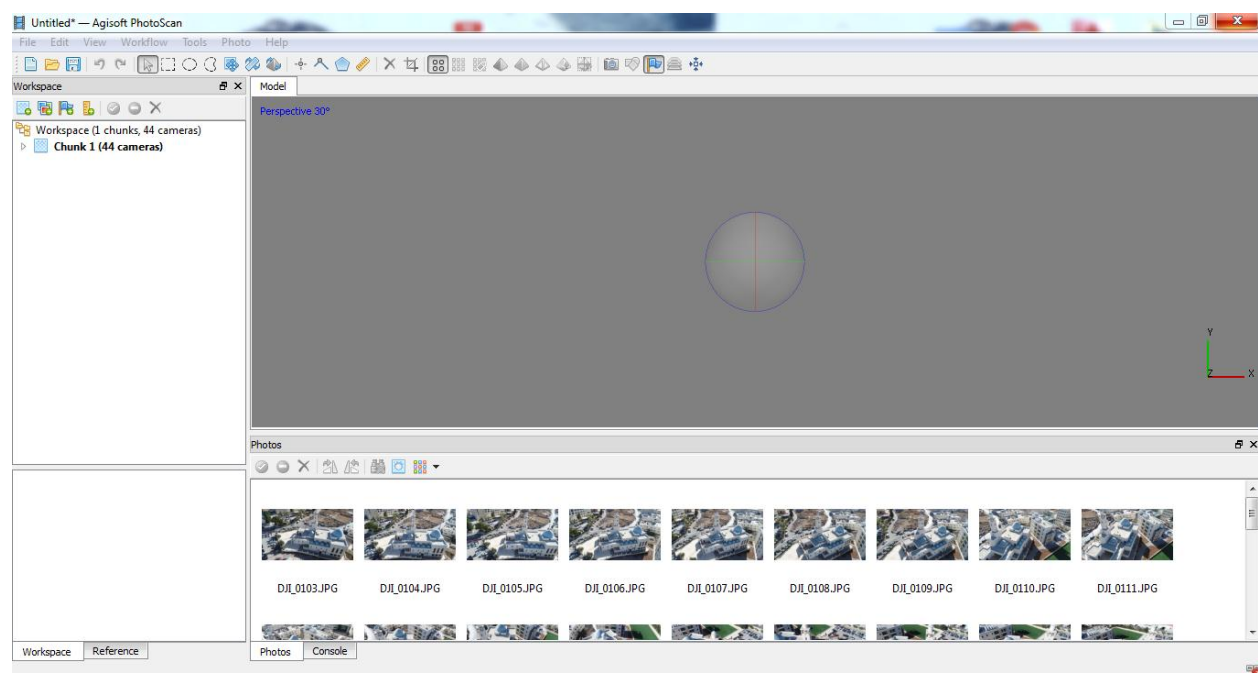 Untitled* — Agisoft PhotoScan
File Edit View Workflow Tools Photo Help
Workspace
Model
Perspective 30°
Workspace (1 chunks, 44 cameras)
Chunk 1 (44 cameras)
Y
Z X
Photos
DJI_0103.JPG DJI_0104.JPG DJI_0105.JPG DJI_0106.JPG DJI_0107.JPG DJI_0108.JPG DJI_0109.JPG DJI_0110.JPG DJI_0111.JPG
Workspace Reference Photos Console